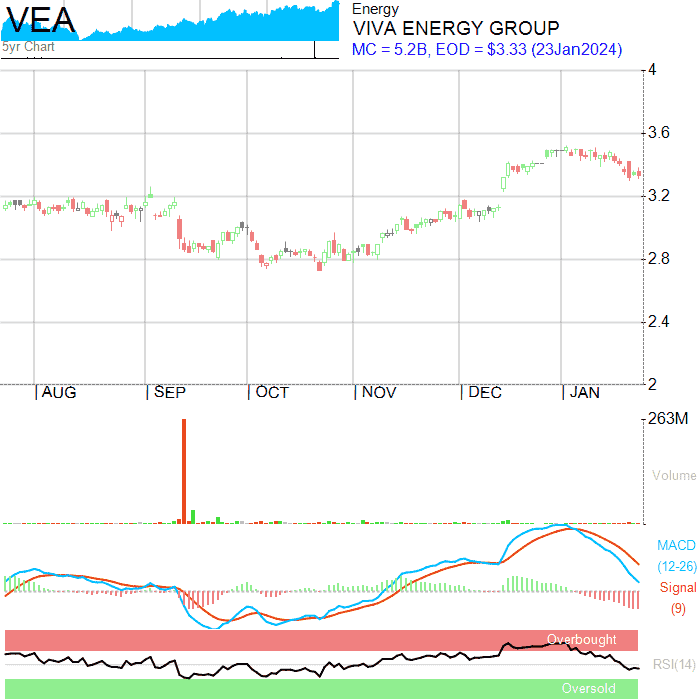 VEA
5yr Chart
Energy
VIVA ENERGY GROUP
MC = 5.2B, EOD = $3.33 (23Jan2024)
4
3.6
3.2
2.8
2.4
2
AUG
SEP
OCT
NOV
DEC
JAN
263M
Volume
MACD
(12-26)
Signal
(9)
Overbought
RSI(14)
Oversold